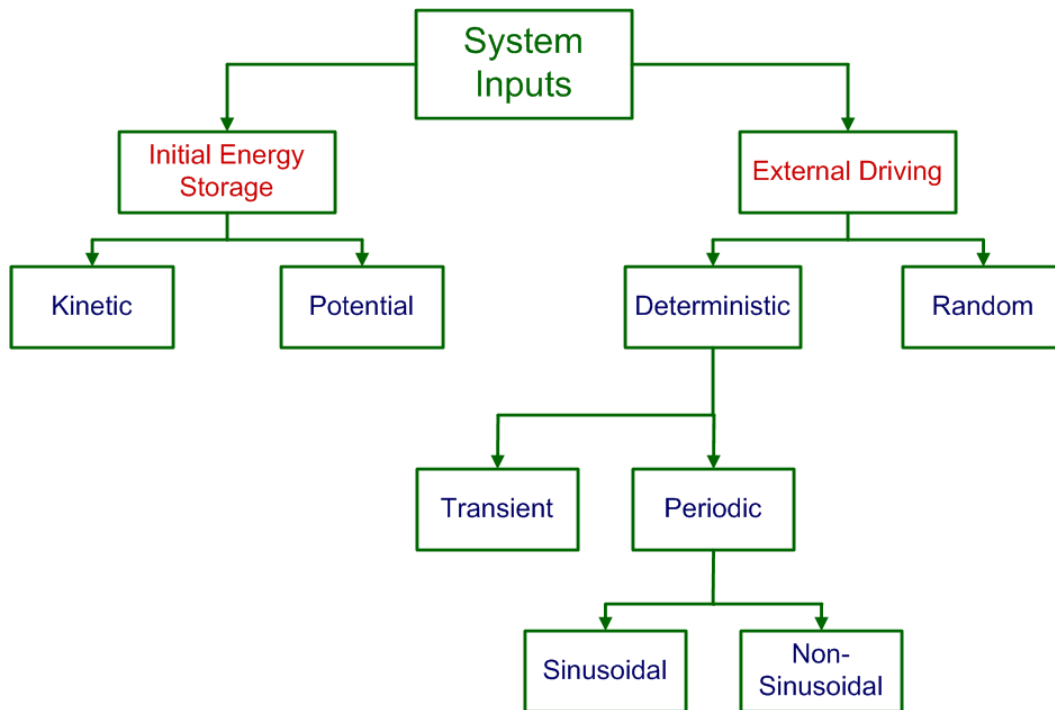 System
Inputs
Initial Energy
Storage
External Driving
Kinetic
Potential
Deterministic
Random
Transient
Periodic
Sinusoidal
Non-
Sinusoidal